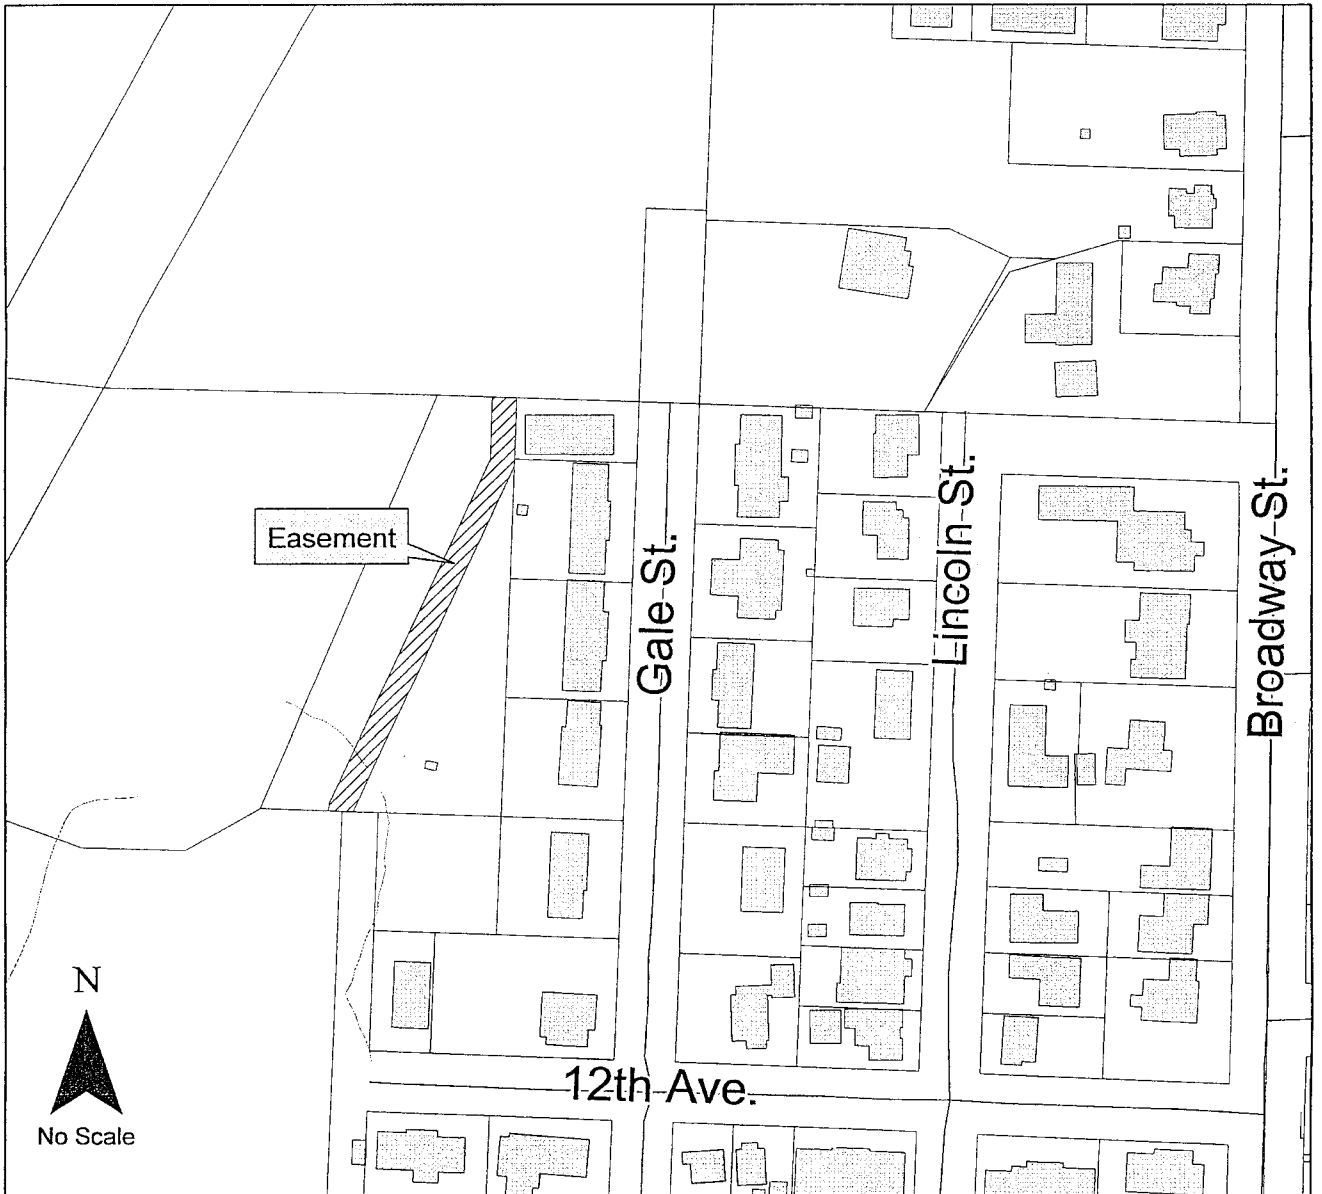 Easement
Gale St.
Lincoln St.
Broadway St.
12th Ave.
N
No Scale